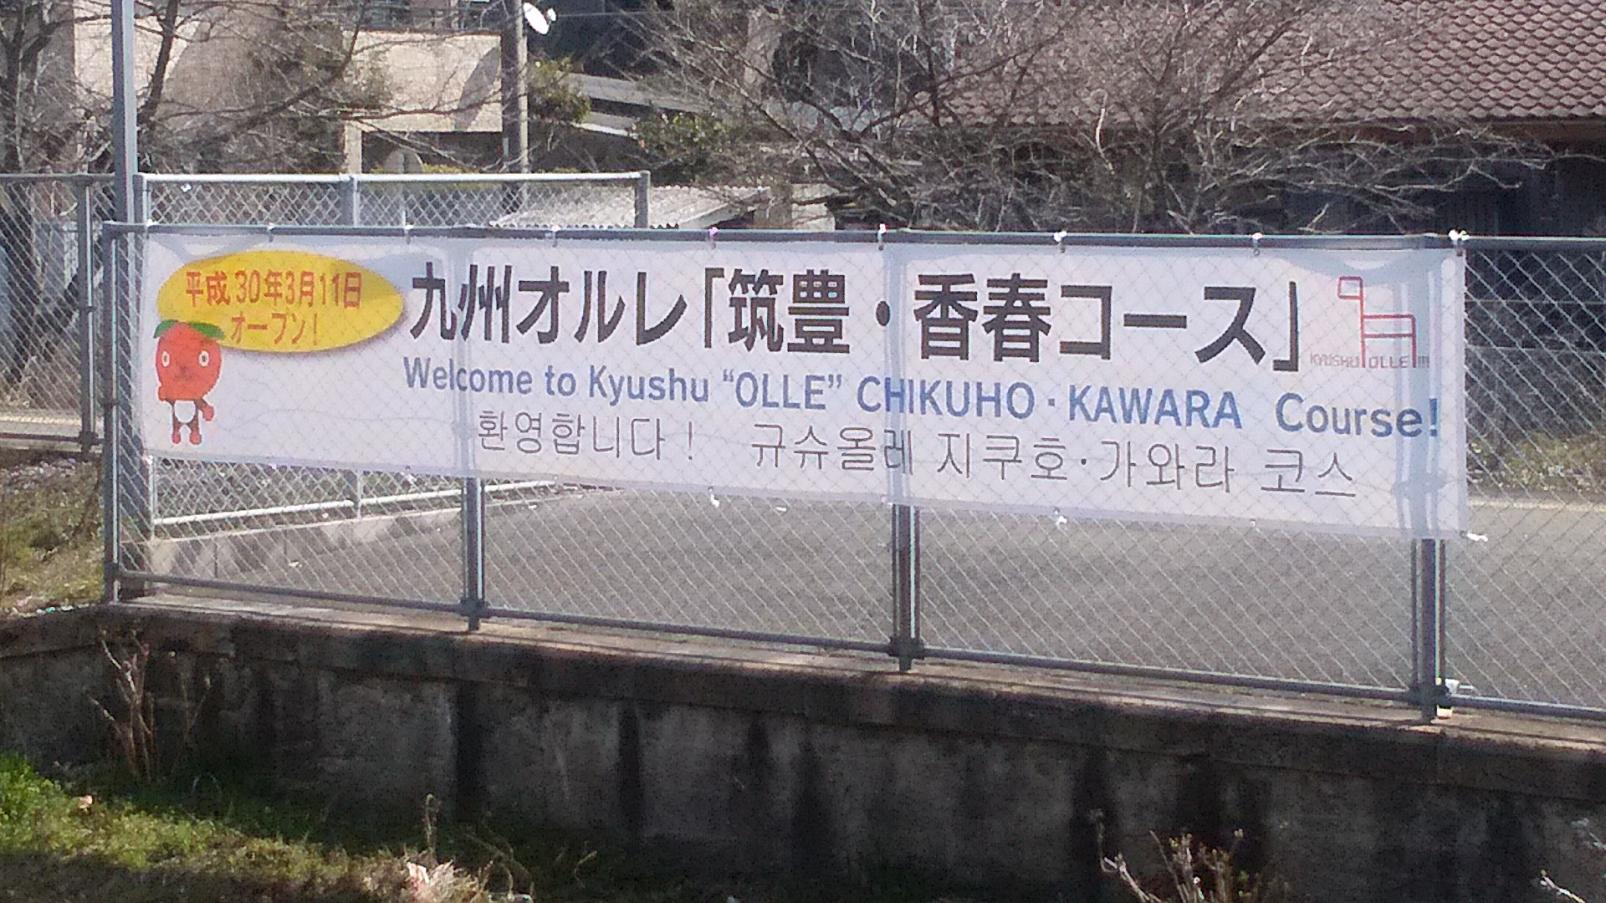 平成30年3月11日
オープン!
九州オルレ「筑豊・香春コース」
KYUSHU OLLE
Welcome to Kyushu “OLLE” CHIKUHO・KAWARA Course!
환영합니다! 규슈올레 지쿠호·가와라 코스